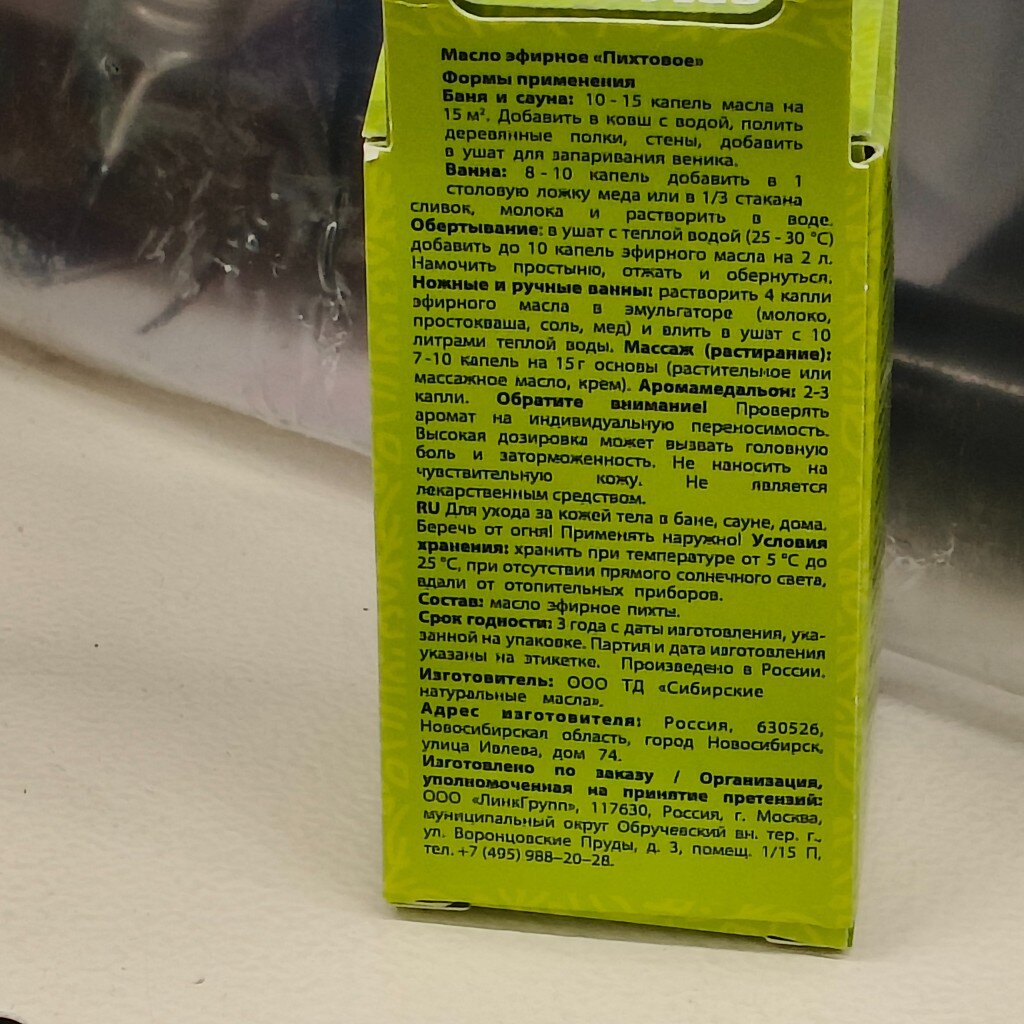 Масло эфирное «Пихтовое»
Формы применения
Баня и сауна: 10 - 15 капель масла на
15 м². Добавить в ковш с водой, полить
деревянные полки, стены, добавить
в ушат для запаривания веника.
Ванна: 8 - 10 капель добавить в 1
столовую ложку меда или в 1/3 стакана
сливок, молока и растворить в воде.
Обертывание: в ушат с теплой водой (25 - 30 °С)
добавить до 10 капель эфирного масла на 2 л.
Намочить простыню, отжать и обернуться.
Ножные и ручные ванны: растворить 4 капли
эфирного масла в эмульгаторе (молоко,
простокваша, соль, мед) и влить в ушат с 10
литрами теплой воды. Массаж (растирание):
7 -10 капель на 15 г основы (растительное или
массажное масло, крем). Аромамедальон: 2-3
капли. Обратите внимание! Проверять
аромат на индивидуальную переносимость.
Высокая дозировка может вызвать головную
боль и заторможенность. Не наносить на
чувствительную кожу. Не является
лекарственным средством.
RU Для ухода за кожей тела в бане, сауне, дома.
Беречь от огня! Применять наружно! Условия
хранения: хранить при температуре от 5 °С до
25 °С, при отсутствии прямого солнечного света,
вдали от отопительных приборов.
Состав: масло эфирное пихты.
Срок годности: 3 года с даты изготовления, ука-
занной на упаковке. Партия и дата изготовления
указаны на этикетке. Произведено в России.
Изготовитель: ООО ТД «Сибирские
натуральные масла».
Адрес изготовителя: Россия, 630526,
Новосибирская область, город Новосибирск,
улица Ивлева, дом 74.
Изготовлено по заказу / Организация,
уполномоченная на принятие претензий:
ООО «ЛинкГрупп», 117630, Россия, г. Москва,
муниципальный округ Обручевский вн. тер. г.,
ул. Воронцовские Пруды, д. 3, помещ. 1/15 П,
тел. +7 (495) 988–20–28.